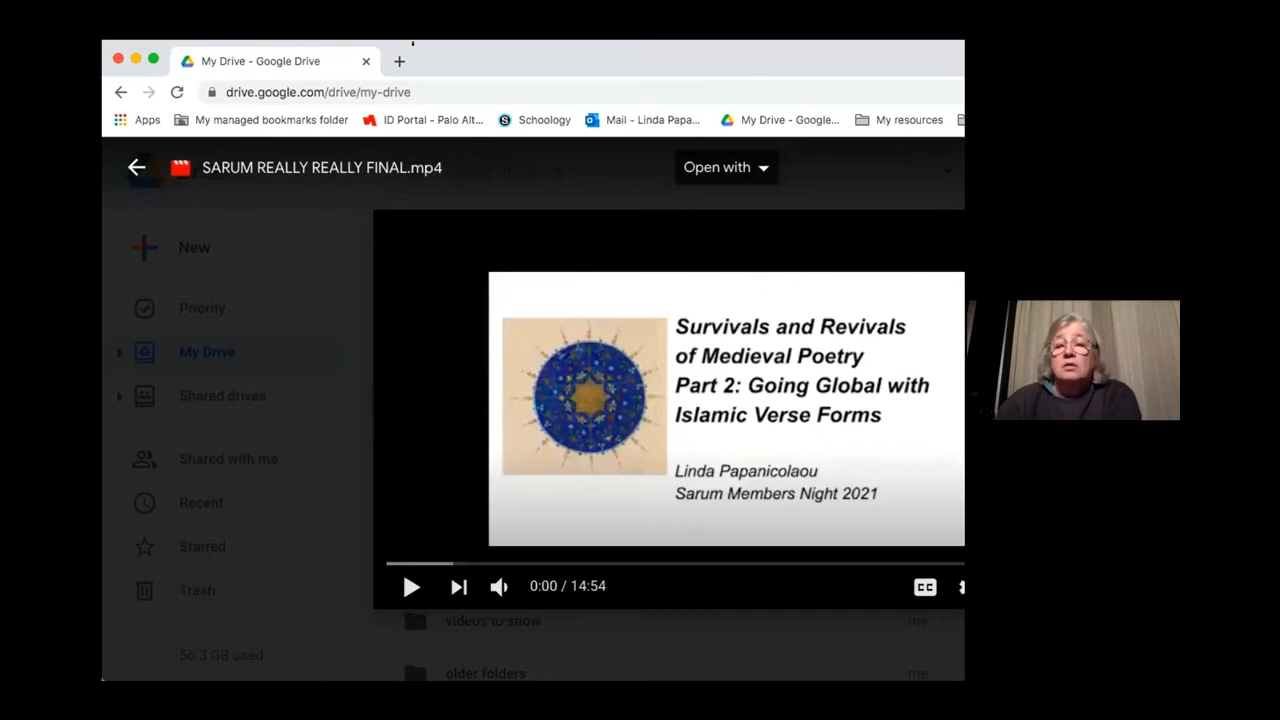 My Drive - Google Drive
drive.google.com/drive/my-drive
Apps
My managed bookmarks folder
ID Portal - Palo Alt...
Schoology
Mail - Linda Papa...
My Drive - Google...
My resources
SARUM REALLY REALLY FINAL.mp4
Open with
New
Priority
My Drive
Shared drives
Shared with me
Recent
Starred
Trash
56.3 GB used
Survivals and Revivals
of Medieval Poetry
Part 2: Going Global with
Islamic Verse Forms
Linda Papanicolaou
Sarum Members Night 2021
0:00 / 14:54
CC
videos to show
me
older folders
me